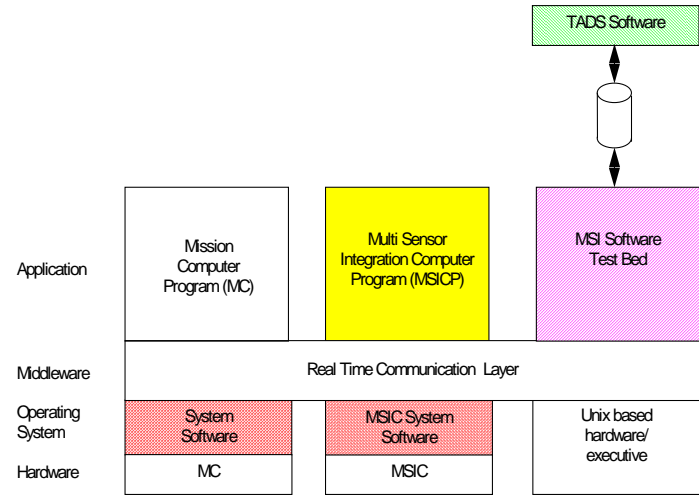 TADS Software
Application
Mission
Computer
Program (MC)
Multi Sensor
Integration Computer
Program (MSICP)
MSI Software
Test Bed
Middleware
Real Time Communication Layer
Operating
System
System
Software
MSIC System
Software
Unix based
hardware/
executive
Hardware
MC
MSIC